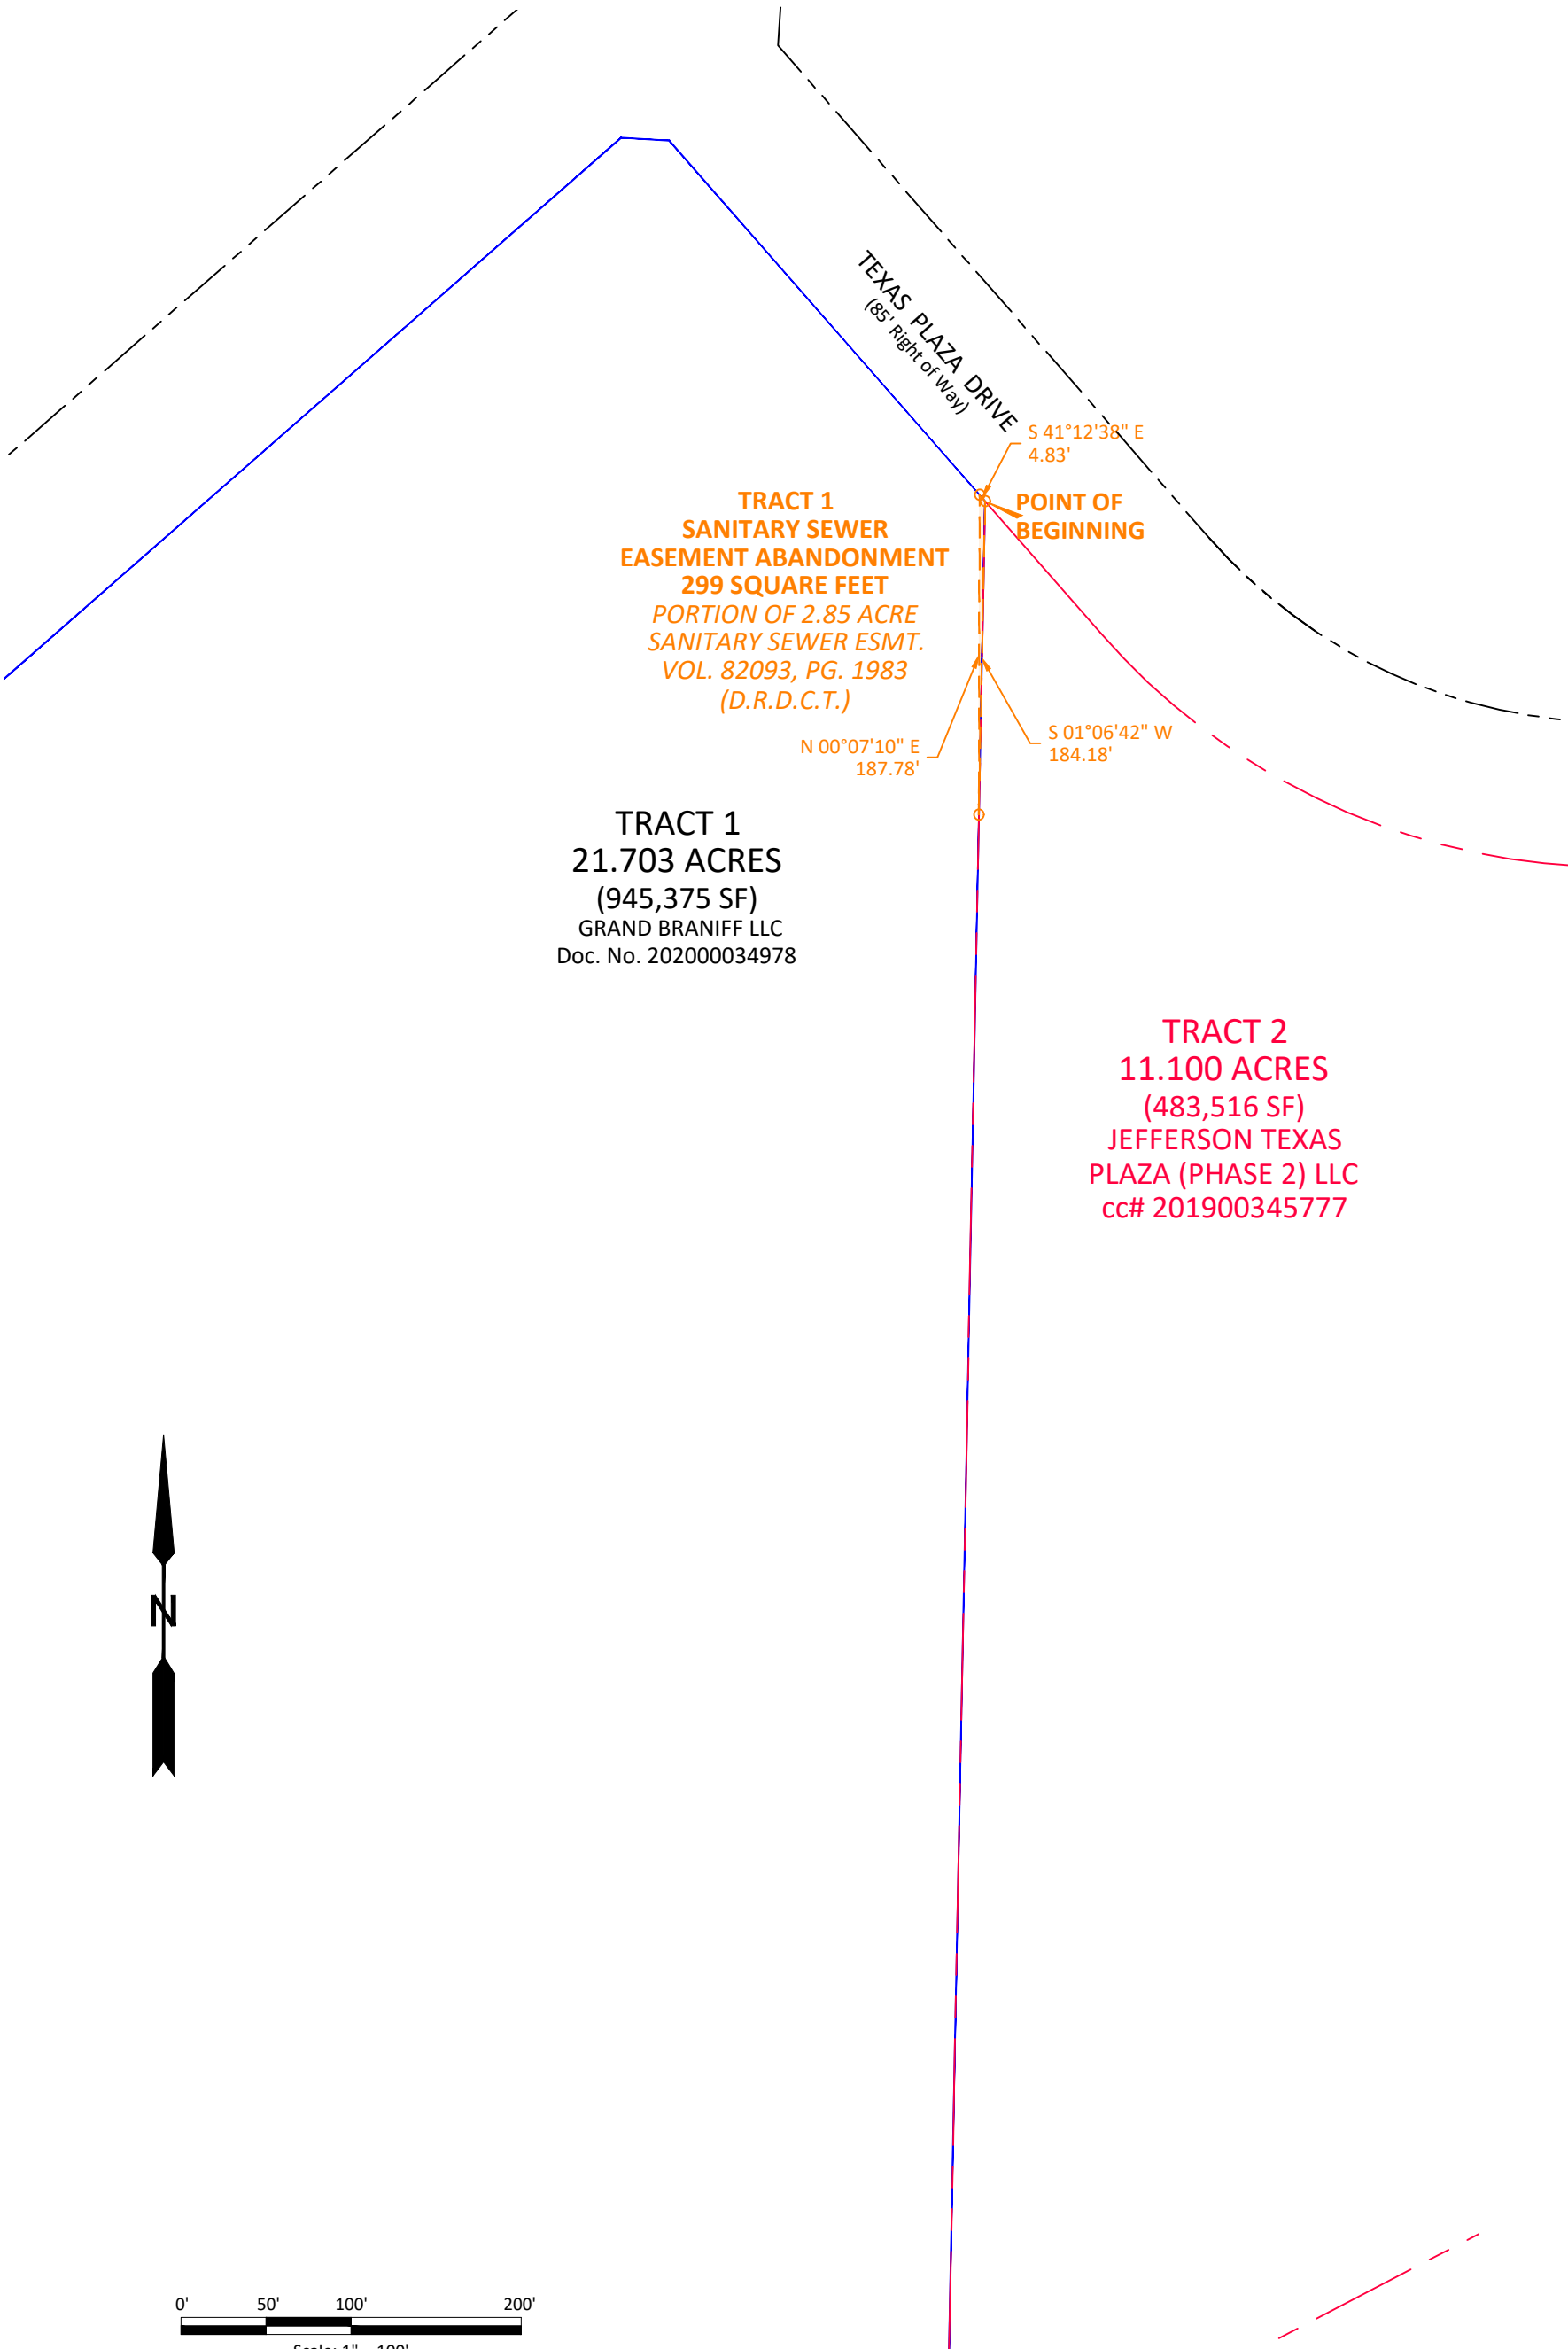 TEXAS PLAZA DRIVE
(85' Right of Way)
S 41°12'38" E
4.83'
POINT OF
BEGINNING
TRACT 1
SANITARY SEWER
EASEMENT ABANDONMENT
299 SQUARE FEET
PORTION OF 2.85 ACRE
SANITARY SEWER ESMT.
VOL. 82093, PG. 1983
(D.R.D.C.T.)
N 00°07'10" E
187.78'
S 01°06'42" W
184.18'
TRACT 1
21.703 ACRES
(945,375 SF)
GRAND BRANIFF LLC
Doc. No. 202000034978
TRACT 2
11.100 ACRES
(483,516 SF)
JEFFERSON TEXAS
PLAZA (PHASE 2) LLC
cc# 201900345777
N
0' 50' 100' 200'
Scale: 1" = 100'